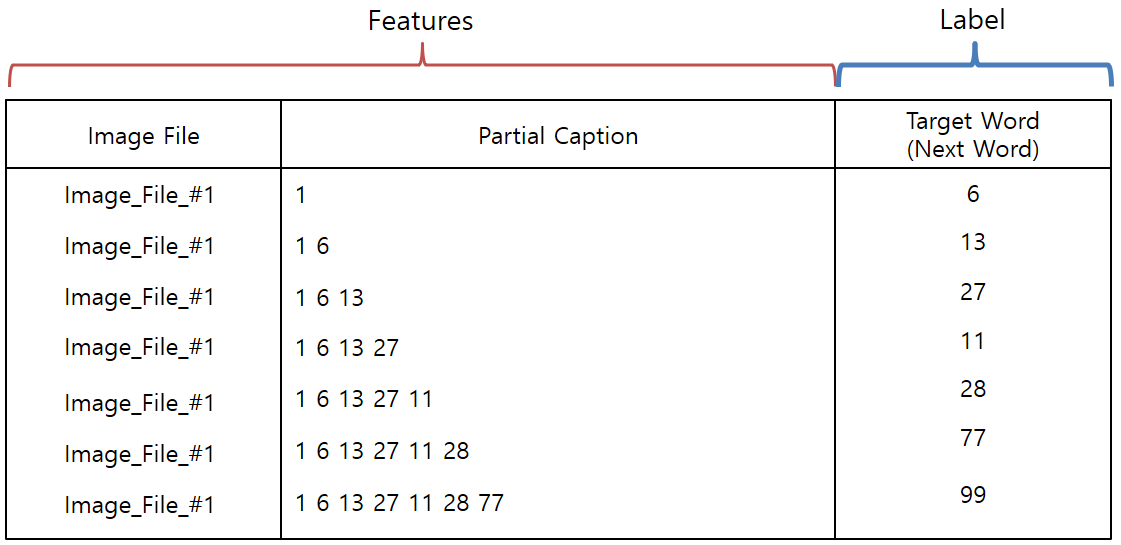 Features
Label
Image File
Partial Caption
Target Word
(Next Word)
Image_File_#1
1
6
Image_File_#1
1 6
13
Image_File_#1
1 6 13
27
Image_File_#1
1 6 13 27
11
Image_File_#1
1 6 13 27 11
28
Image_File_#1
1 6 13 27 11 28
77
Image_File_#1
1 6 13 27 11 28 77
99